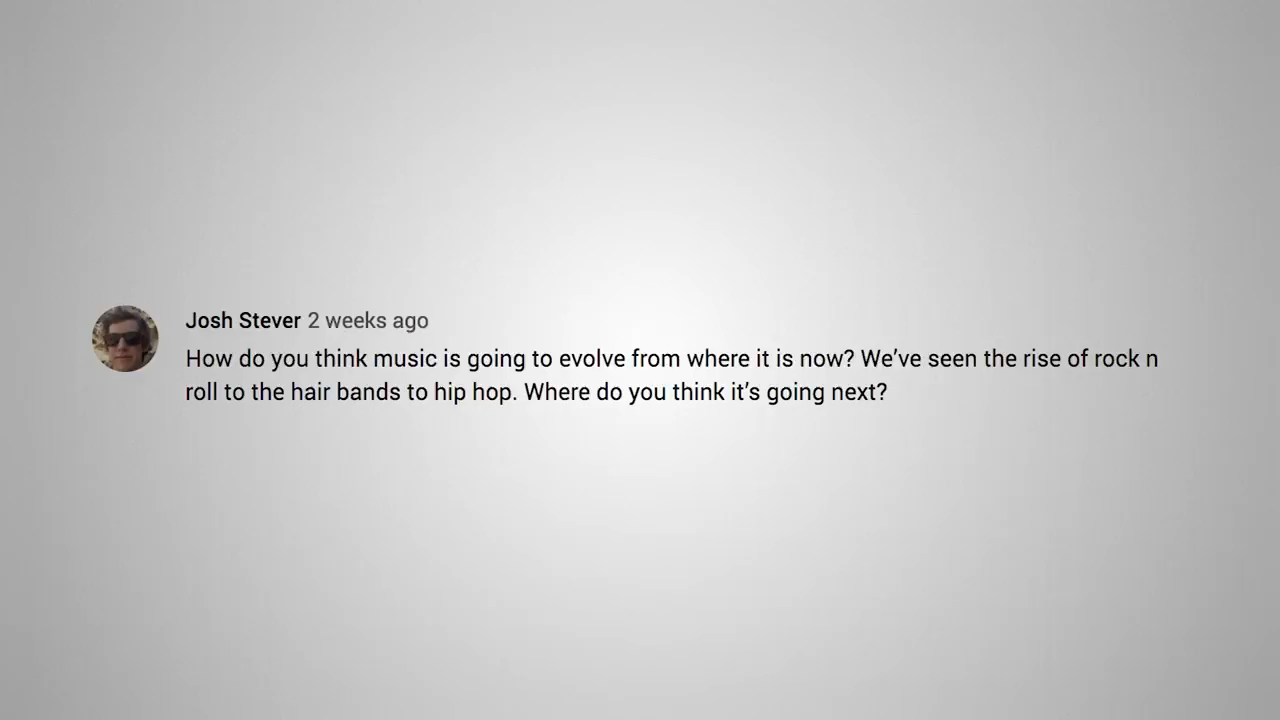 Josh Stever 2 weeks ago
How do you think music is going to evolve from where it is now? We’ve seen the rise of rock n
roll to the hair bands to hip hop. Where do you think it’s going next?